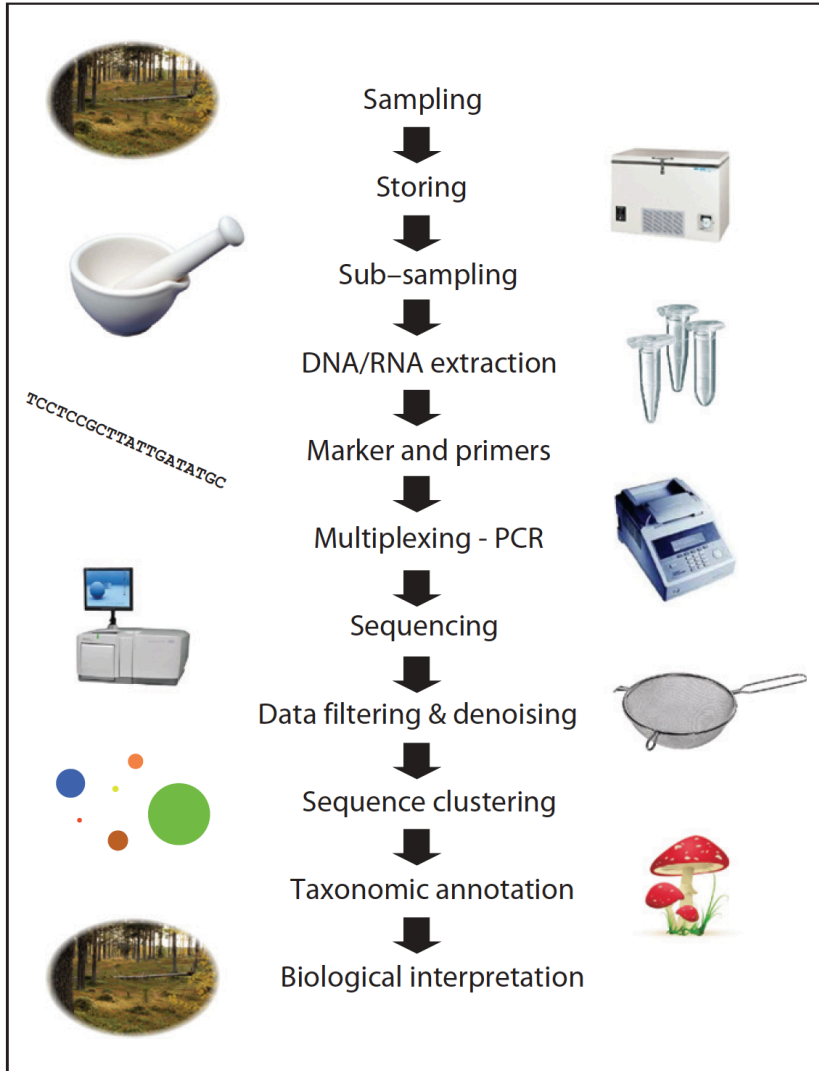 Sampling
Storing
Sub–sampling
DNA/RNA extraction
TCCTCCGCTTATTGATATGC
Marker and primers
Multiplexing - PCR
Sequencing
Data filtering & denoising
Sequence clustering
Taxonomic annotation
Biological interpretation